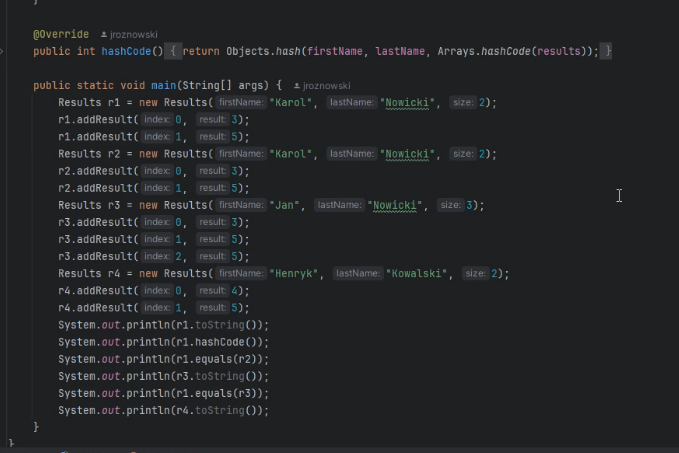 }
@Override jroznowski
public int hashCode() { return Objects.hash(firstName, lastName, Arrays.hashCode(results)); }
public static void main(String[] args) { jroznowski
Results r1 = new Results( firstName: "Karol", lastName: "Nowicki", size: 2);
r1.addResult( index: 0, result: 3);
r1.addResult( index: 1, result: 5);
Results r2 = new Results( firstName: "Karol", lastName: "Nowicki", size: 2);
r2.addResult( index: 0, result: 3);
r2.addResult( index: 1, result: 5);
Results r3 = new Results( firstName: "Jan", lastName: "Nowicki", size: 3);
r3.addResult( index: 0, result: 3);
r3.addResult( index: 1, result: 5);
r3.addResult( index: 2, result: 5);
Results r4 = new Results( firstName: "Henryk", lastName: "Kowalski", size: 2);
r4.addResult( index: 0, result: 4);
r4.addResult( index: 1, result: 5);
System.out.println(r1.toString());
System.out.println(r1.hashCode());
System.out.println(r1.equals(r2));
System.out.println(r3.toString());
System.out.println(r1.equals(r3));
System.out.println(r4.toString());
}
}